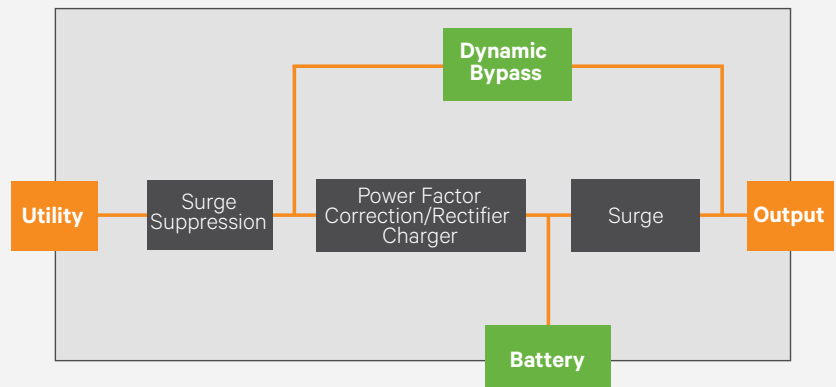 Dynamic
Bypass
Utility
Surge
Suppression
Power Factor
Correction/Rectifier
Charger
Surge
Output
Battery